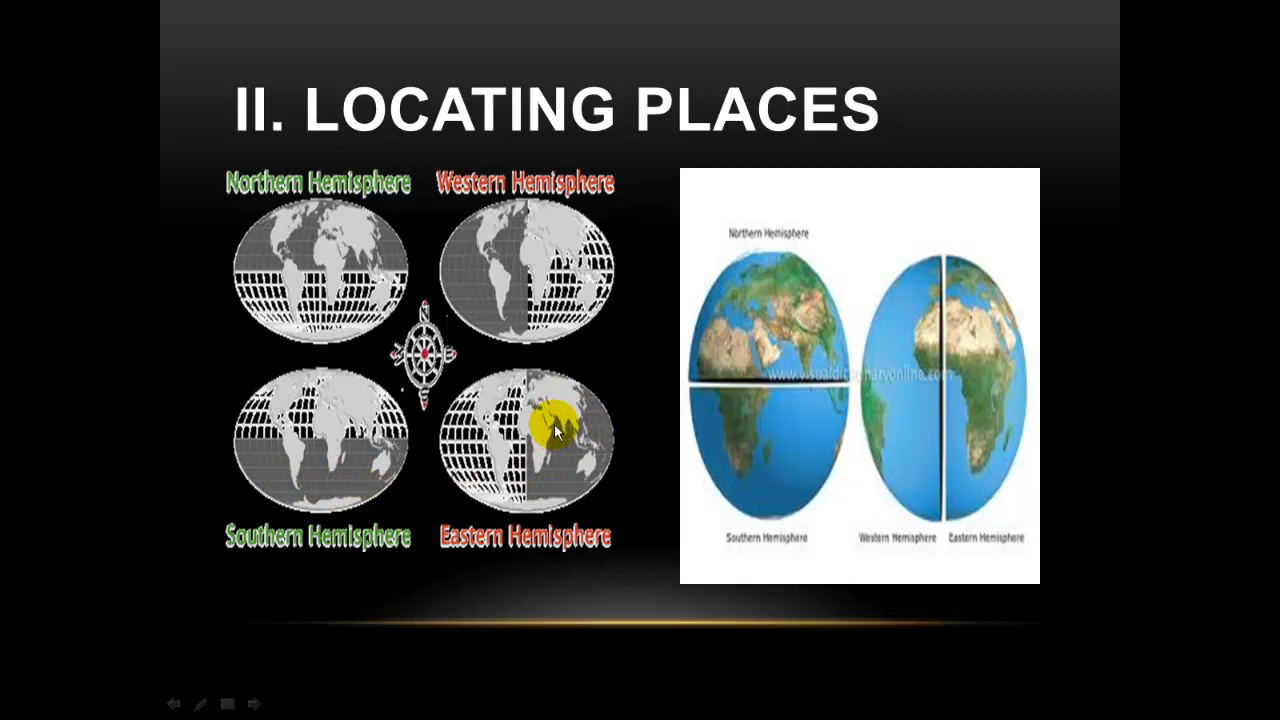 II. LOCATING PLACES
Northern Hemisphere
Western Hemisphere
N
E
S
Southern Hemisphere
Eastern Hemisphere
Northern Hemisphere
www.visualdictionaryonline.com
Southern Hemisphere
Western Hemisphere
Eastern Hemisphere